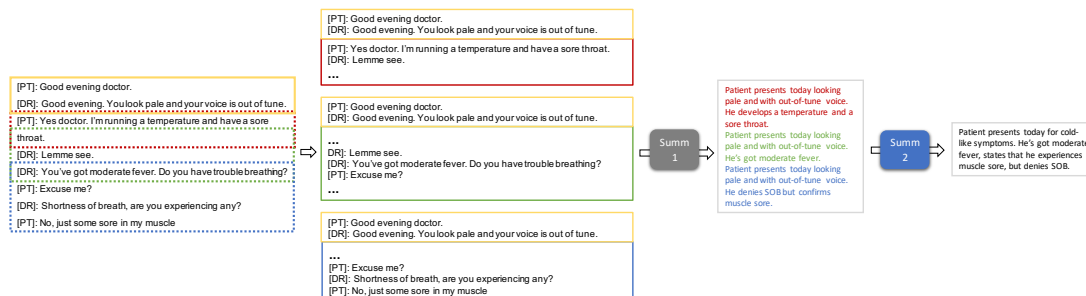 [PT]: Good evening doctor.
[DR]: Good evening. You look pale and your voice is out of tune.
[PT]: Yes doctor. I'm running a temperature and have a sore
throat.
[DR]: Lemme see.
[DR]: You've got moderate fever. Do you have trouble breathing?
[PT]: Excuse me?
[DR]: Shortness of breath, are you experiencing any?
[PT]: No, just some sore in my muscle
[PT]: Good evening doctor.
[DR]: Good evening. You look pale and your voice is out of tune.
[PT]: Yes doctor. I'm running a temperature and have a sore throat.
[DR]: Lemme see.
...
[PT]: Good evening doctor.
[DR]: Good evening. You look pale and your voice is out of tune.
...
[DR]: Lemme see.
[DR]: You've got moderate fever. Do you have trouble breathing?
[PT]: Excuse me?
...
[PT]: Good evening doctor.
[DR]: Good evening. You look pale and your voice is out of tune.
...
[PT]: Excuse me?
[DR]: Shortness of breath, are you experiencing any?
[PT]: No, just some sore in my muscle
Summ
1
Patient presents today looking
pale and with out-of-tune voice.
He develops a temperature and a
sore throat.
Patient presents today looking
pale and with out-of-tune voice.
He's got moderate fever.
Patient presents today looking
pale and with out-of-tune voice.
He denies SOB but confirms
muscle sore.
Summ
2
Patient presents today for cold-
like symptoms. He's got moderate
fever, states that he experiences
muscle sore, but denies SOB.